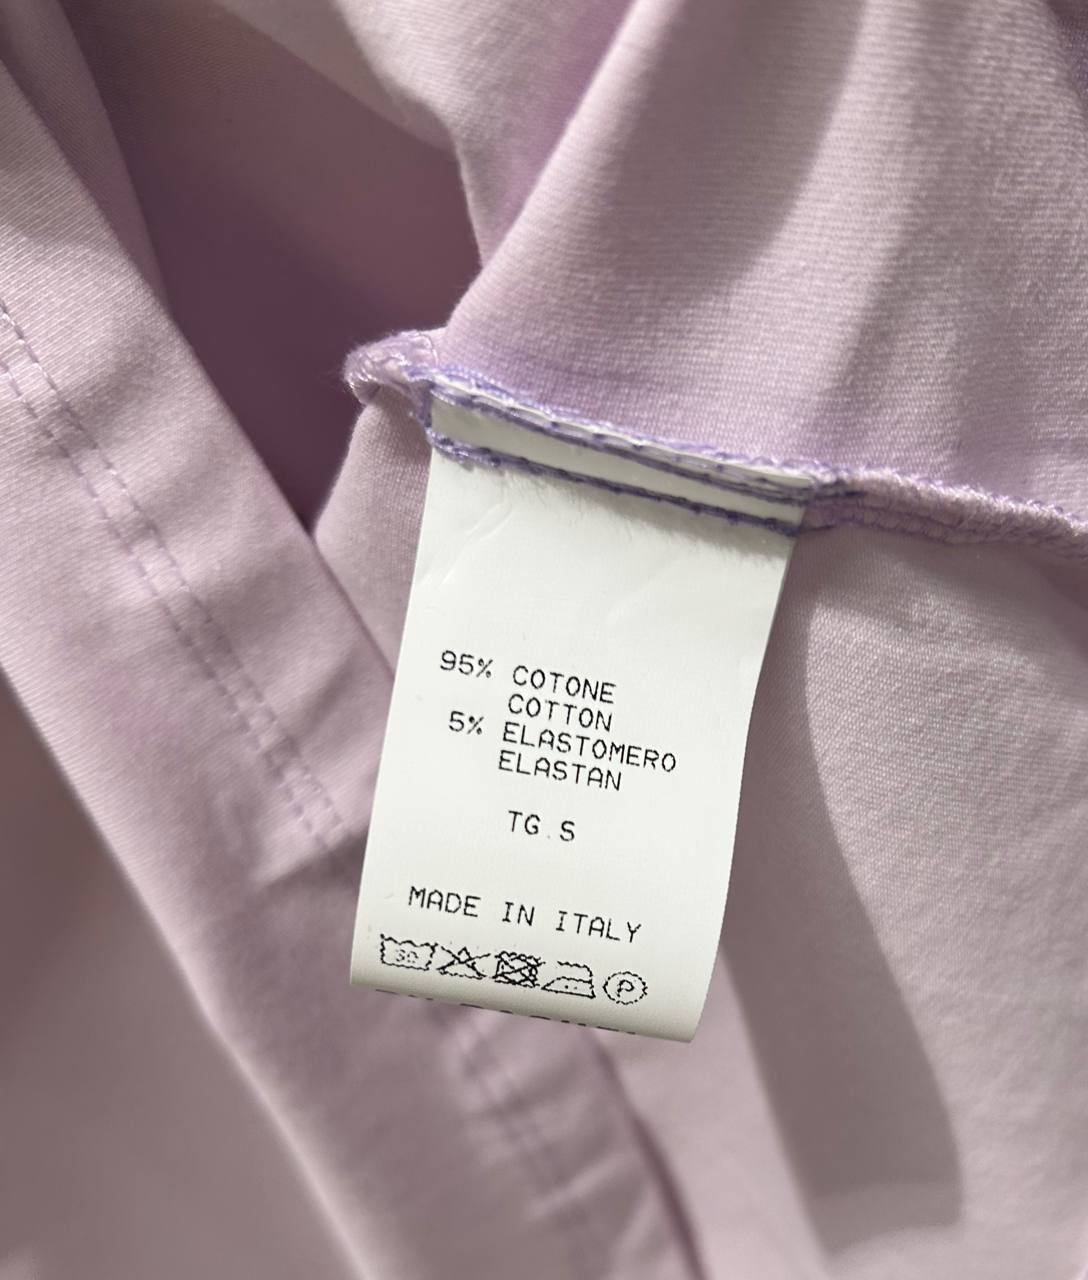 95% COTONE
COTTON
5% ELASTOMERO
ELASTAN
TG.S
MADE IN ITALY
30 P